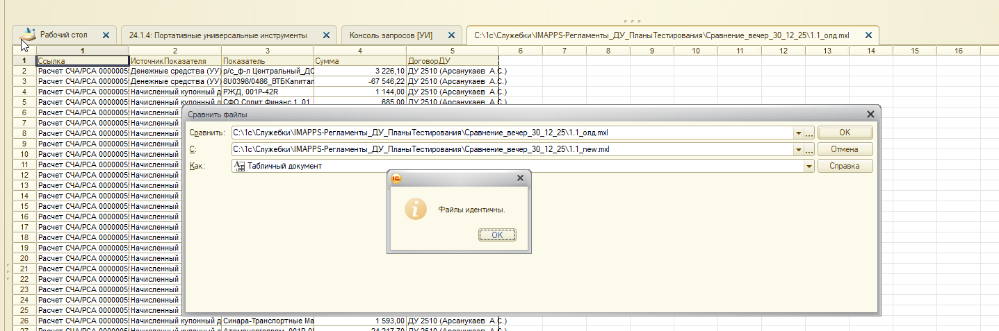 Рабочий стол
24.1.4: Портативные универсальные инструменты
Консоль запросов [УИ]
C:\1c\Служебки\IMAPPS-Регламенты_ДУ_ПланыТестирования\Сравнение_вечер_30_12_25\1.1_олд.mxl
1 2 3 4 5 6 7 8 9 10 11 12 13 14 15 16
1 Ссылка ИсточникПоказателя Показатель Сумма ДоговорДУ
2 Расчет СЧА/РСА 0000005 Денежные средства (УУ) р/с_ф-л Центральный_ДС 3 226,10 ДУ 2510 (Арсанукаев А.С.)
3 Расчет СЧА/РСА 0000005 Денежные средства (УУ) 8U0398/0486_ВТБКапитал -67 546,22 ДУ 2510 (Арсанукаев А.С.)
4 Расчет СЧА/РСА 0000005 Начисленный купонный д РЖД, 001P-42R 1 144,00 ДУ 2510 (Арсанукаев А.С.)
5 Расчет СЧА/РСА 0000005 Начисленный купонный д СФО Сплит Финанс 1, 01 685,00 ДУ 2510 (Арсанукаев А.С.)
6 Расчет СЧА/РСА 0000005 Начисленный
7 Расчет СЧА/РСА 0000005 Начисленный
8 Расчет СЧА/РСА 0000005 Начисленный
9 Расчет СЧА/РСА 0000005 Начисленный
10 Расчет СЧА/РСА 0000005 Начисленный
11 Расчет СЧА/РСА 0000005 Начисленный
12 Расчет СЧА/РСА 0000005 Начисленный
13 Расчет СЧА/РСА 0000005 Начисленный
14 Расчет СЧА/РСА 0000005 Начисленный
15 Расчет СЧА/РСА 0000005 Начисленный
16 Расчет СЧА/РСА 0000005 Начисленный
17 Расчет СЧА/РСА 0000005 Начисленный
18 Расчет СЧА/РСА 0000005 Начисленный
19 Расчет СЧА/РСА 0000005 Начисленный
20 Расчет СЧА/РСА 0000005 Начисленный
21 Расчет СЧА/РСА 0000005 Начисленный
22 Расчет СЧА/РСА 0000005 Начисленный
23 Расчет СЧА/РСА 0000005 Начисленный
24 Расчет СЧА/РСА 0000005 Начисленный
25 Расчет СЧА/РСА 0000005 Начисленный
26 Расчет СЧА/РСА 0000005 Начисленный купонный д Синара-Транспортные Ма 1 593,00 ДУ 2510 (Арсанукаев А.С.)
27 Расчет СЧА/РСА 0000005 Начисленный купонный д Атомэнергопром, 001P-0 24 217,70 ДУ 2510 (Арсанукаев А.С.)
Сравнить файлы
Сравнить: C:\1c\Служебки\IMAPPS-Регламенты_ДУ_ПланыТестирования\Сравнение_вечер_30_12_25\1.1_олд.mxl ... OK
С: C:\1c\Служебки\IMAPPS-Регламенты_ДУ_ПланыТестирования\Сравнение_вечер_30_12_25\1.1_new.mxl ... Отмена
Как: Табличный документ Справка
1С
Файлы идентичны.
OK